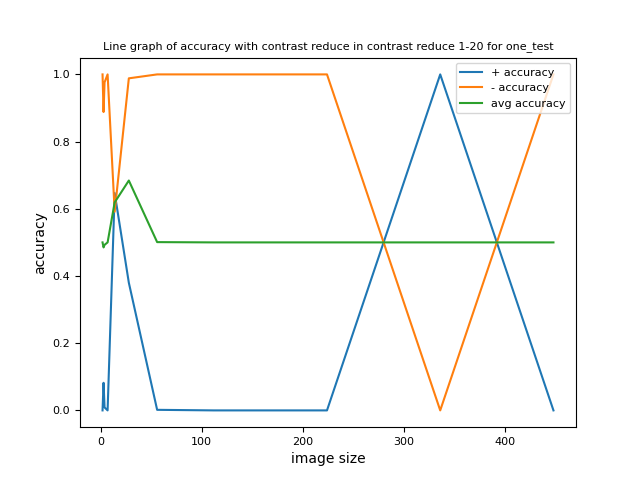 Line graph of accuracy with contrast reduce in contrast reduce 1-20 for one_test
+ accuracy
- accuracy
avg accuracy
accuracy
1.0
0.8
0.6
0.4
0.2
0.0
0 100 200 300 400
image size